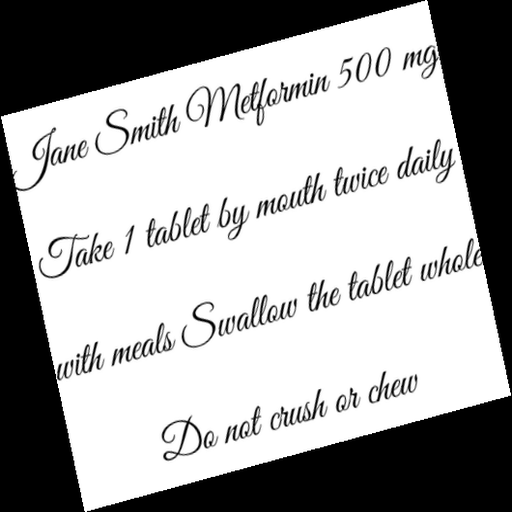 Jane Smith Metformin 500 mg
Take 1 tablet by mouth twice daily
with meals Swallow the tablet whole
Do not crush or chew